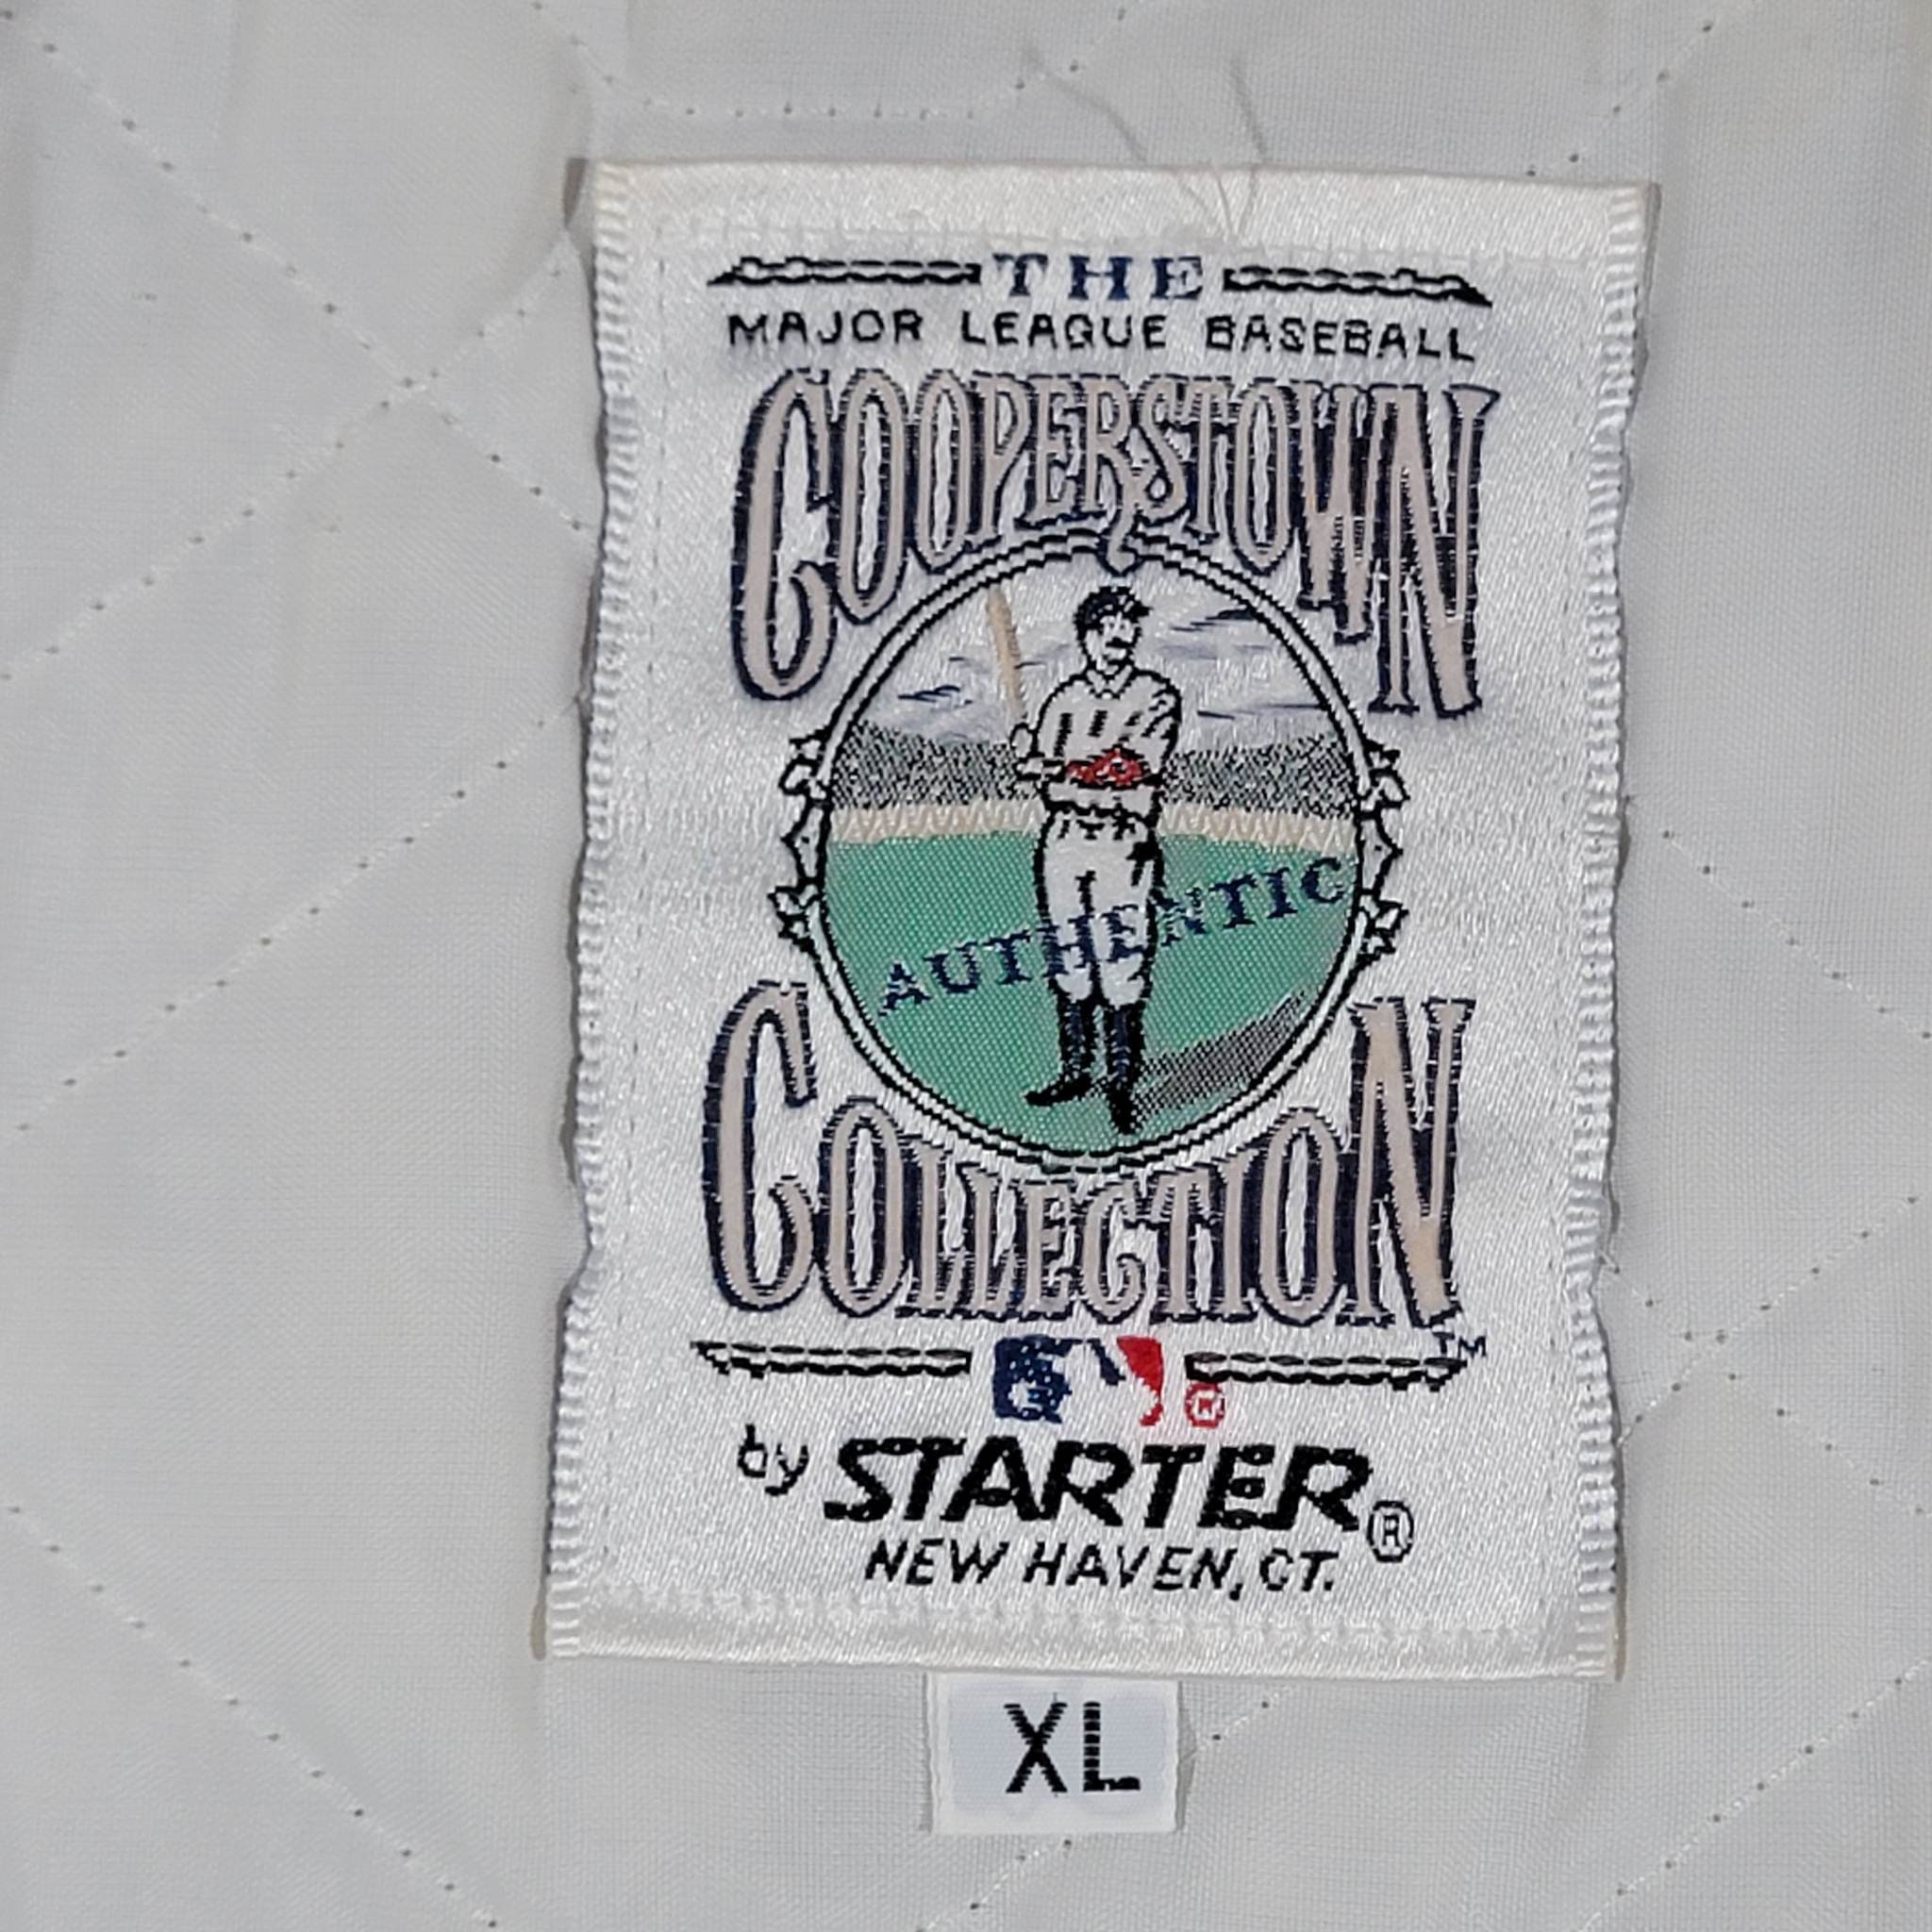 THE
MAJOR LEAGUE BASEBALL
COOPERSTOWN
AUTHENTIC
COLLECTION
TM
®
by STARTER®
NEW HAVEN, CT.
XL